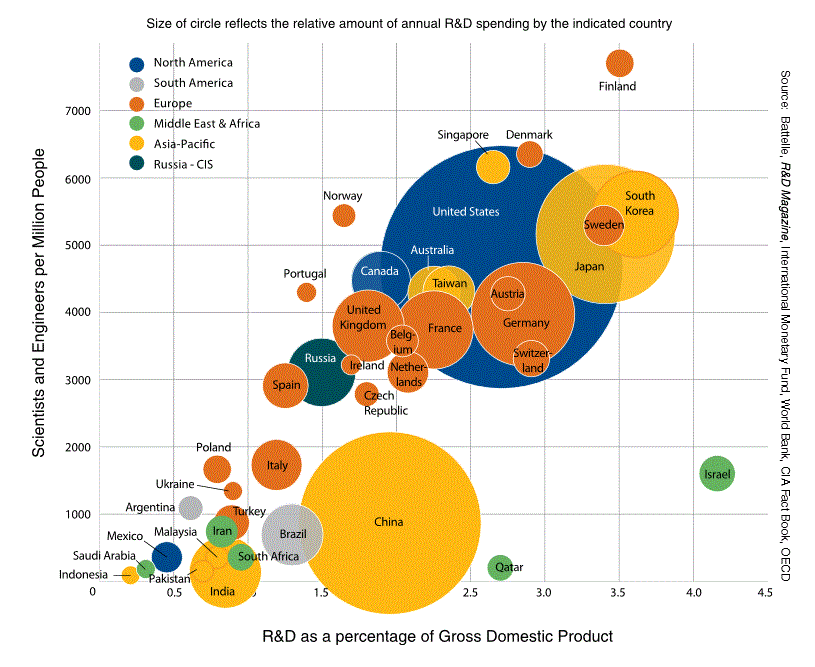 Size of circle reflects the relative amount of annual R&D spending by the indicated country
North America
South America
Europe
Middle East & Africa
Asia-Pacific
Russia - CIS
Scientists and Engineers per Million People
7000
6000
5000
4000
3000
2000
1000
Finland
Singapore
Denmark
Norway
United States
South
Korea
Sweden
Japan
Australia
Canada
Taiwan
Portugal
Austria
United
Kingdom
France
Germany
Belg-
ium
Russia
Ireland
Nether-
lands
Switzer-
land
Spain
Czech
Republic
Poland
Italy
Ukraine
Israel
Argentina
Turkey
Mexico
Malaysia
Iran
Brazil
China
Saudi Arabia
South Africa
Indonesia
Pakistan
India
Qatar
0
0.5
1.5
2.5
3.0
3.5
4.0
4.5
R&D as a percentage of Gross Domestic Product
Source: Battelle, R&D Magazine, International Monetary Fund, World Bank, CIA Fact Book, OECD